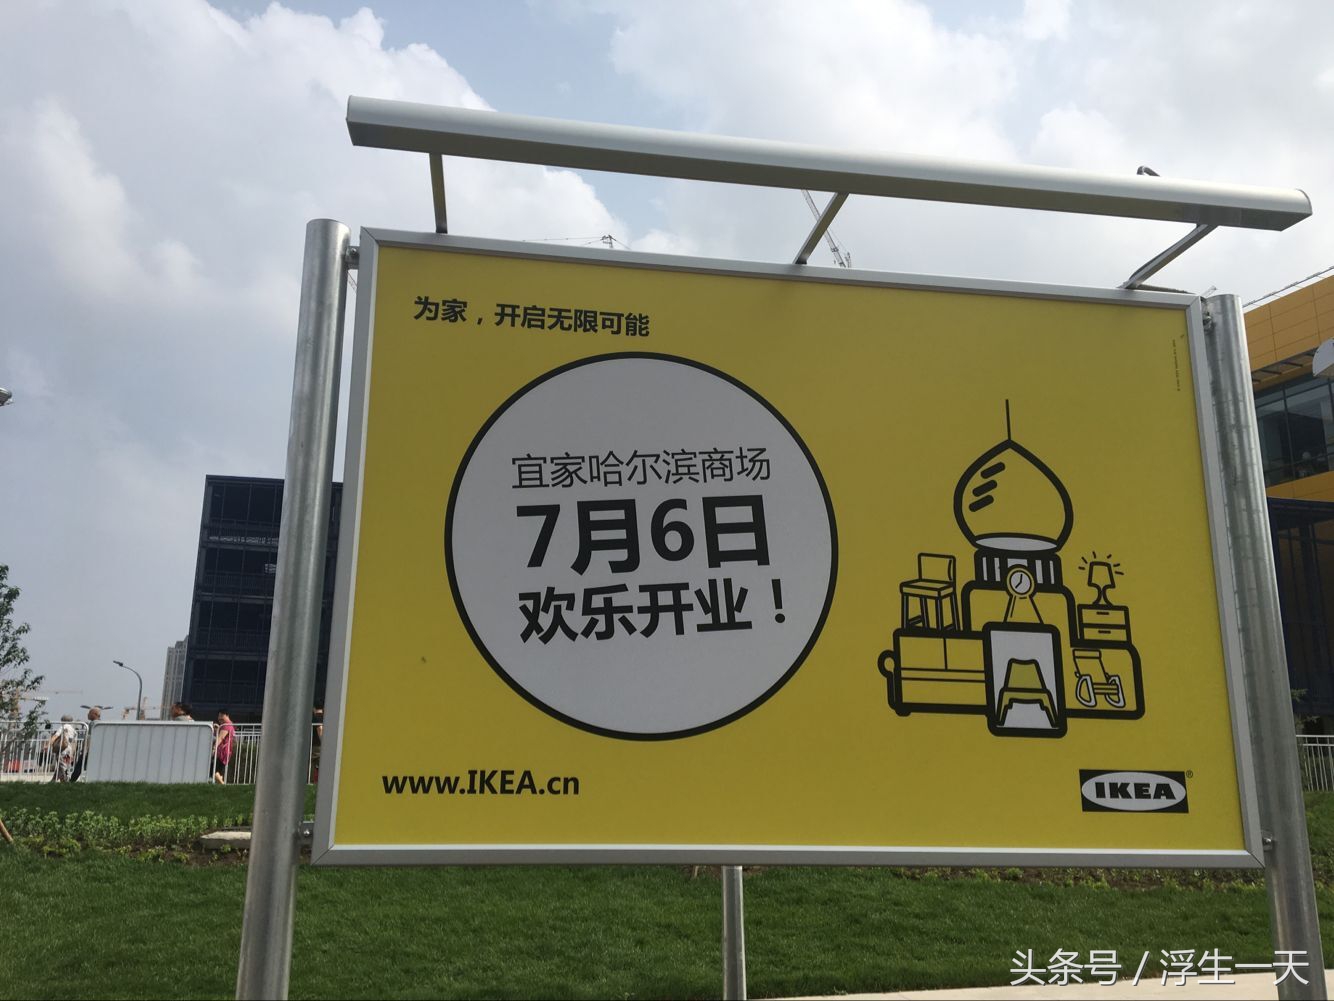 为家，开启无限可能
宜家哈尔滨商场
7月6日
欢乐开业！
www.IKEA.cn
IKEA®
头条号 / 浮生一天